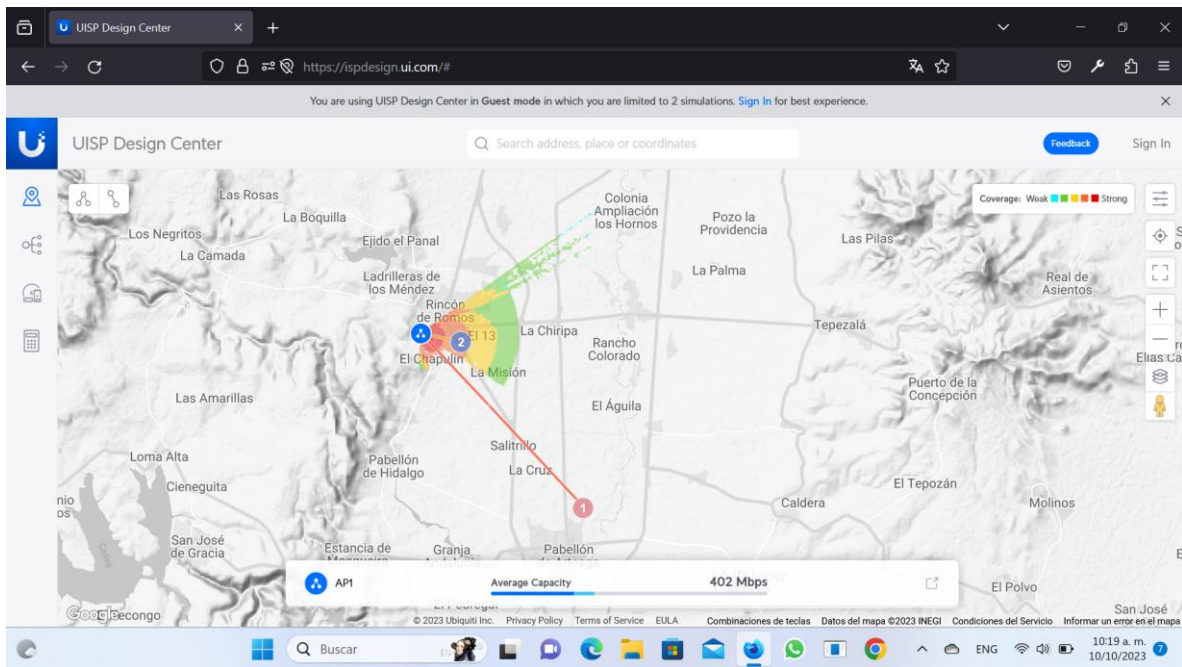 UISP Design Center
https://ispdesign.ui.com/#
You are using UISP Design Center in Guest mode in which you are limited to 2 simulations. Sign In for best experience.
UISP Design Center
Search address, place or coordinates
Feedback
Sign In
Coverage: Weak Strong
Las Rosas
La Boquilla
Colonia
Ampliación
los Hornos
Pozo la
Providencia
Los Negritos
La Camada
Ejido el Panal
Las Pilas
Ladrilleras de
los Méndez
La Palma
Real de
Asientos
Rincón
de Romos
El 13
2
La Chiripa
Rancho
Colorado
Tepezalá
El Chapulín
La Misión
Puerto de la
Concepción
Las Amarillas
El Águila
Salitrillo
Loma Alta
Pabellón
de Hidalgo
La Cruz
Cieneguita
1
Caldera
El Tepozán
Molinos
San José
de Gracia
Estancia de
Granja
Pabellón
AP1
Average Capacity
402 Mbps
El Polvo
San José
Google
© 2023 Ubiquiti Inc. Privacy Policy Terms of Service EULA Combinaciones de teclas Datos del mapa ©2023 INEGI Condiciones del Servicio Informar un error en el mapa
Buscar
ENG
10:19 a. m.
10/10/2023
7